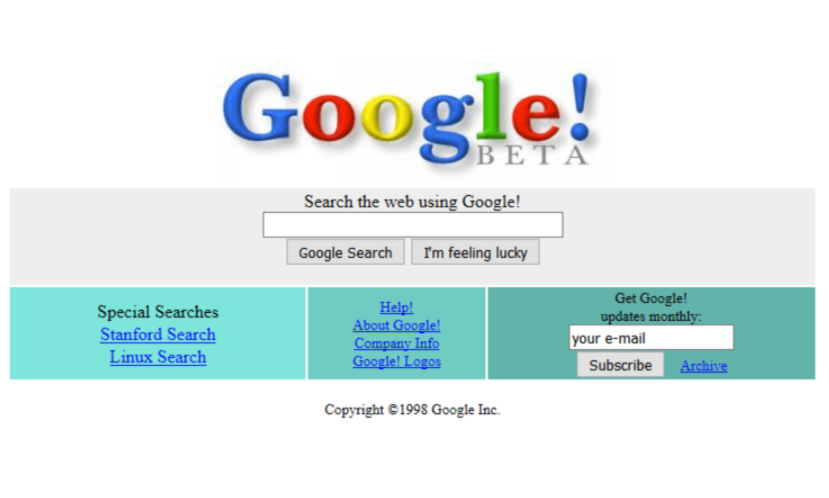 Google!
BETA
Search the web using Google!
Google Search
I'm feeling lucky
Special Searches
Stanford Search
Linux Search
Help!
About Google!
Company Info
Google! Logos
Get Google!
updates monthly:
your e-mail
Subscribe
Archive
Copyright ©1998 Google Inc.